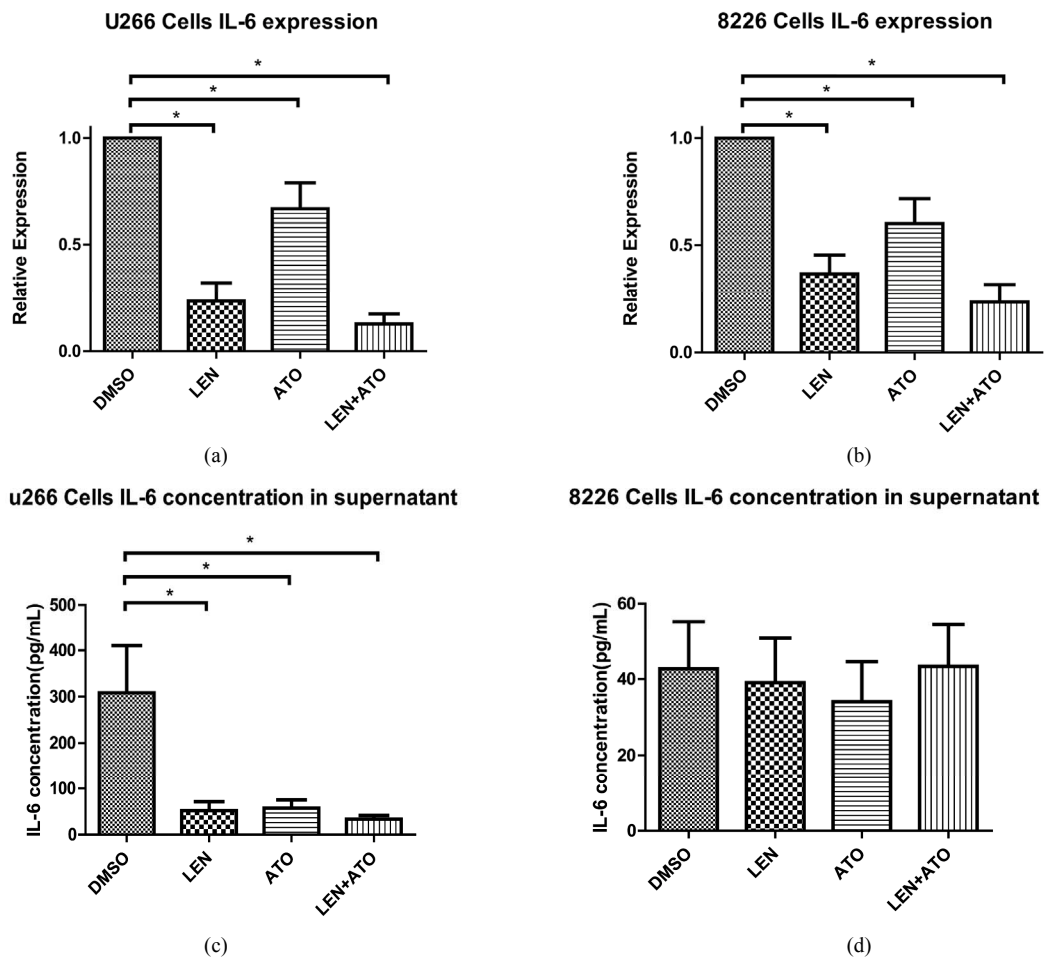 U266 Cells IL-6 expression
*
*
*
1.0
0.5
0.0
Relative Expression
DMSO
LEN
ATO
LEN+ATO
(a)
8226 Cells IL-6 expression
*
*
*
1.0
0.5
0.0
Relative Expression
DMSO
LEN
ATO
LEN+ATO
(b)
u266 Cells IL-6 concentration in supernatant
*
*
*
500
400
300
200
100
0
IL-6 concentration(pg/mL)
DMSO
LEN
ATO
LEN+ATO
(c)
8226 Cells IL-6 concentration in supernatant
60
40
20
0
IL-6 concentration(pg/mL)
DMSO
LEN
ATO
LEN+ATO
(d)